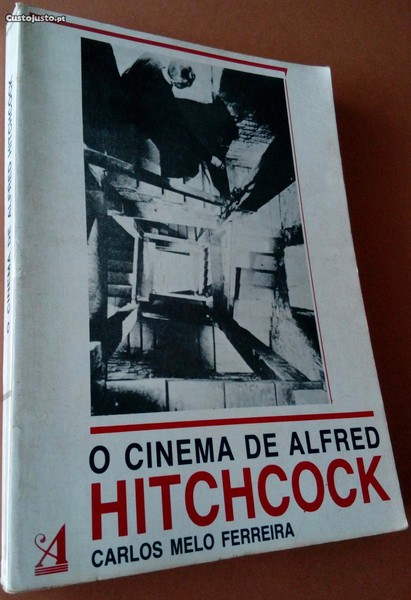 CustoJusto.pt
O CINEMA DE ALFRED HITCHCOCK
O CINEMA DE ALFRED
HITCHCOCK
CARLOS MELO FERREIRA
A